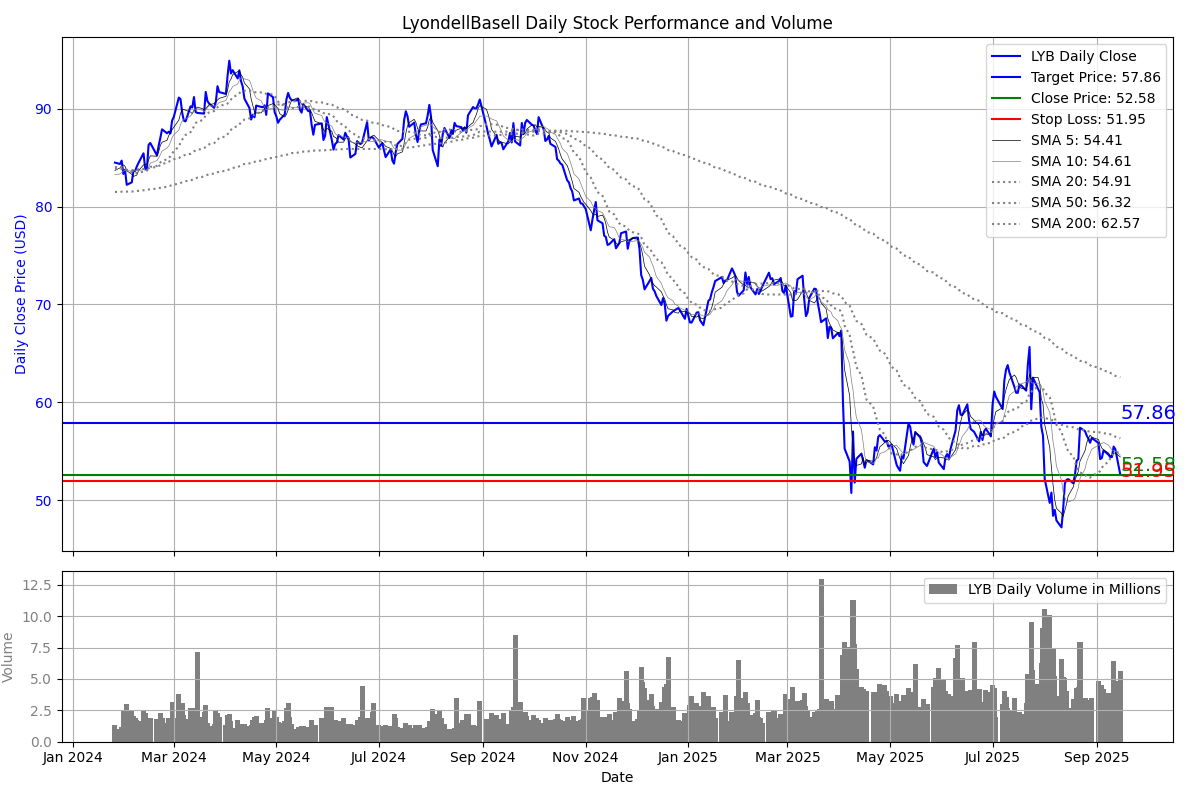 LyondellBasell Daily Stock Performance and Volume
Daily Close Price (USD)
90
80
70
60
50
LYB Daily Close
Target Price: 57.86
Close Price: 52.58
Stop Loss: 51.95
SMA 5: 54.41
SMA 10: 54.61
SMA 20: 54.91
SMA 50: 56.32
SMA 200: 62.57
57.86
52.58
51.95
Volume
12.5
10.0
7.5
5.0
2.5
0.0
LYB Daily Volume in Millions
Jan 2024
Mar 2024
May 2024
Jul 2024
Sep 2024
Nov 2024
Jan 2025
Mar 2025
May 2025
Jul 2025
Sep 2025
Date